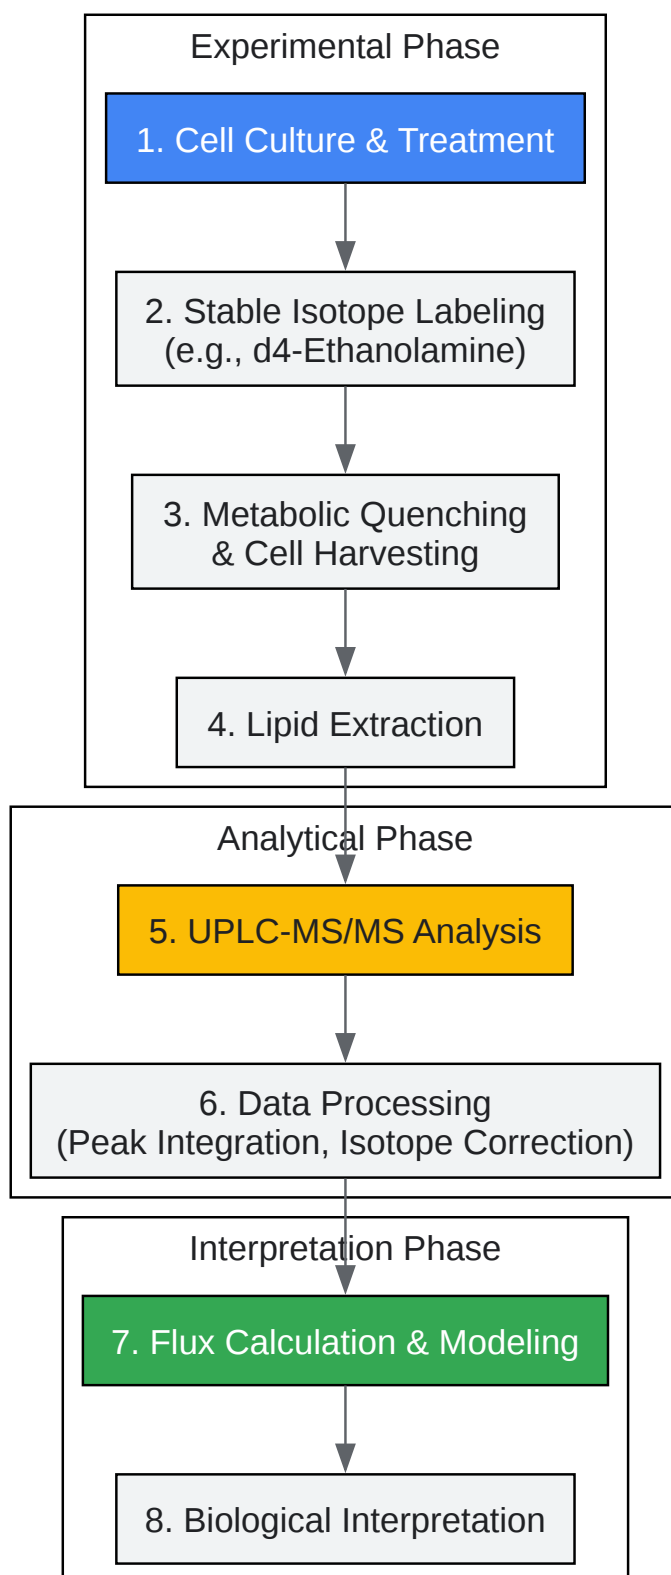 Experimental Phase
1. Cell Culture & Treatment
2. Stable Isotope Labeling
(e.g., d4-Ethanolamine)
3. Metabolic Quenching
& Cell Harvesting
4. Lipid Extraction
Analytical Phase
5. UPLC-MS/MS Analysis
6. Data Processing
(Peak Integration, Isotope Correction)
Interpretation Phase
7. Flux Calculation & Modeling
8. Biological Interpretation